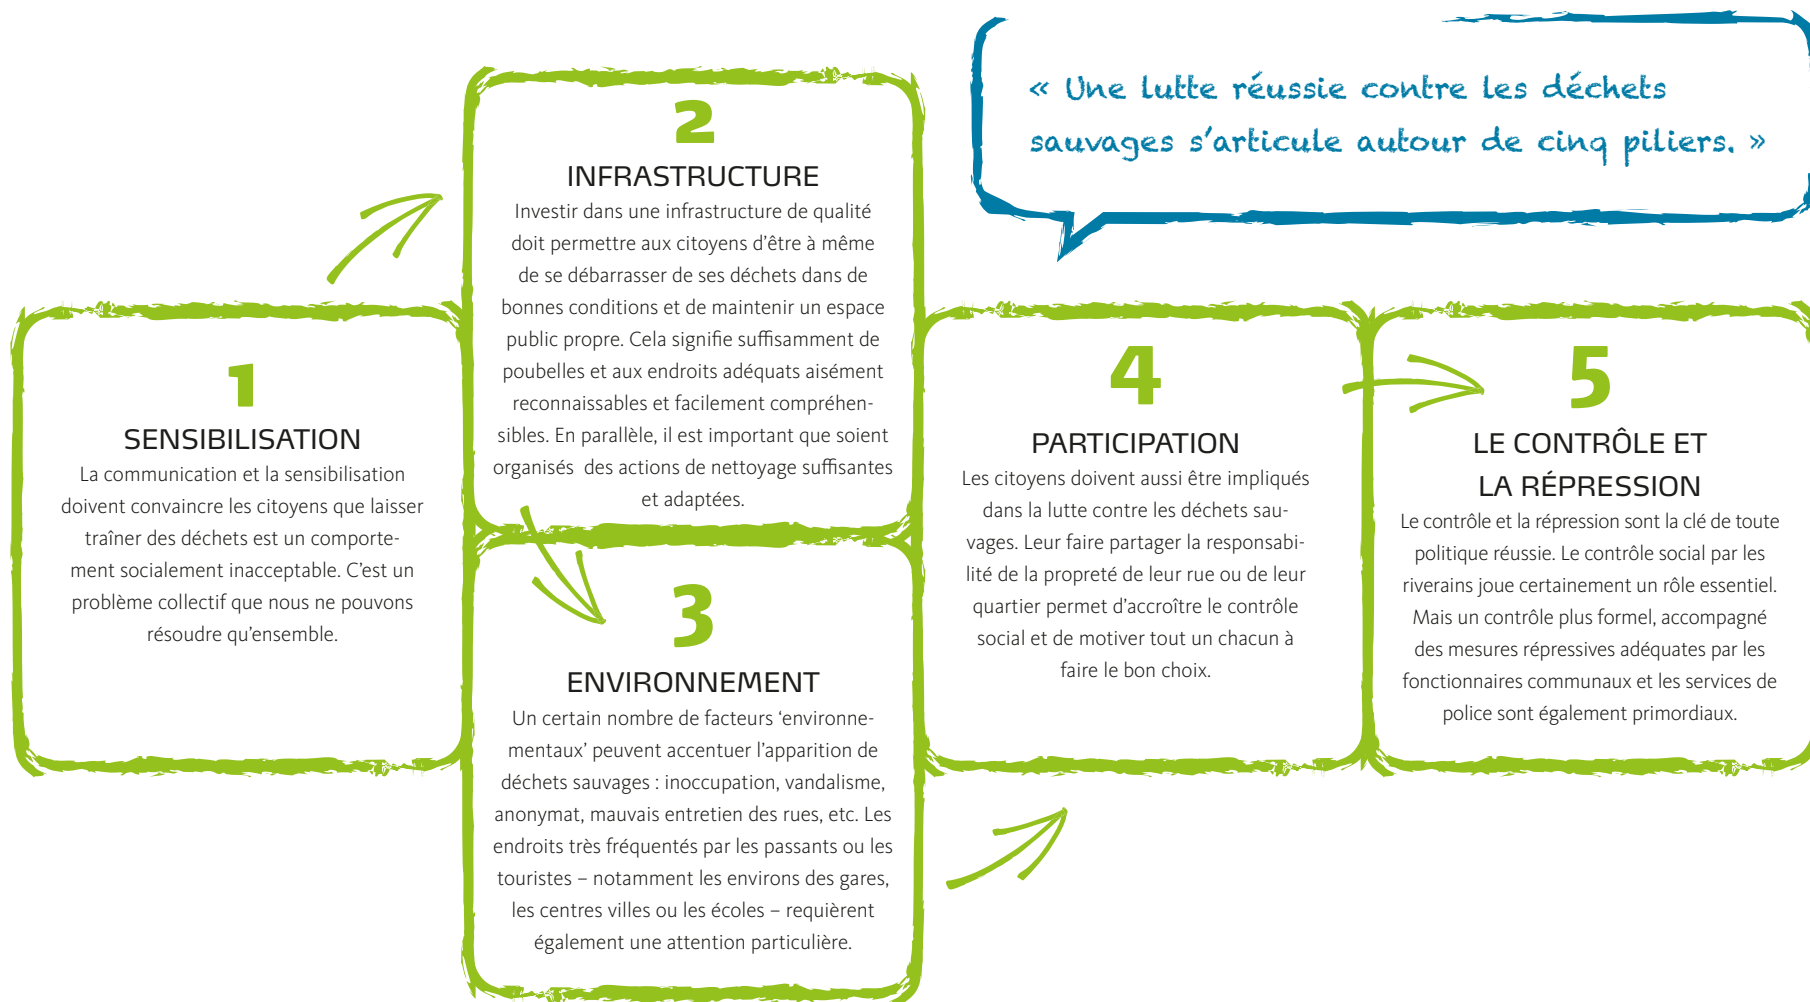 « Une lutte réussie contre les déchets
sauvages s'articule autour de cinq piliers. »
1
SENSIBILISATION
La communication et la sensibilisation
doivent convaincre les citoyens que laisser
traîner des déchets est un comporte-
ment socialement inacceptable. C'est un
problème collectif que nous ne pouvons
résoudre qu'ensemble.
2
INFRASTRUCTURE
Investir dans une infrastructure de qualité
doit permettre aux citoyens d'être à même
de se débarrasser de ses déchets dans de
bonnes conditions et de maintenir un espace
public propre. Cela signifie suffisamment de
poubelles et aux endroits adéquats aisément
reconnaissables et facilement compréhen-
sibles. En parallèle, il est important que soient
organisés des actions de nettoyage suffisantes
et adaptées.
3
ENVIRONNEMENT
Un certain nombre de facteurs ‘environne-
mentaux’ peuvent accentuer l'apparition de
déchets sauvages : inoccupation, vandalisme,
anonymat, mauvais entretien des rues, etc. Les
endroits très fréquentés par les passants ou les
touristes – notamment les environs des gares,
les centres villes ou les écoles – requièrent
également une attention particulière.
4
PARTICIPATION
Les citoyens doivent aussi être impliqués
dans la lutte contre les déchets sau-
vages. Leur faire partager la responsabi-
lité de la propreté de leur rue ou de leur
quartier permet d'accroître le contrôle
social et de motiver tout un chacun à
faire le bon choix.
5
LE CONTRÔLE ET
LA RÉPRESSION
Le contrôle et la répression sont la clé de toute
politique réussie. Le contrôle social par les
riverains joue certainement un rôle essentiel.
Mais un contrôle plus formel, accompagné
des mesures répressives adéquates par les
fonctionnaires communaux et les services de
police sont également primordiaux.